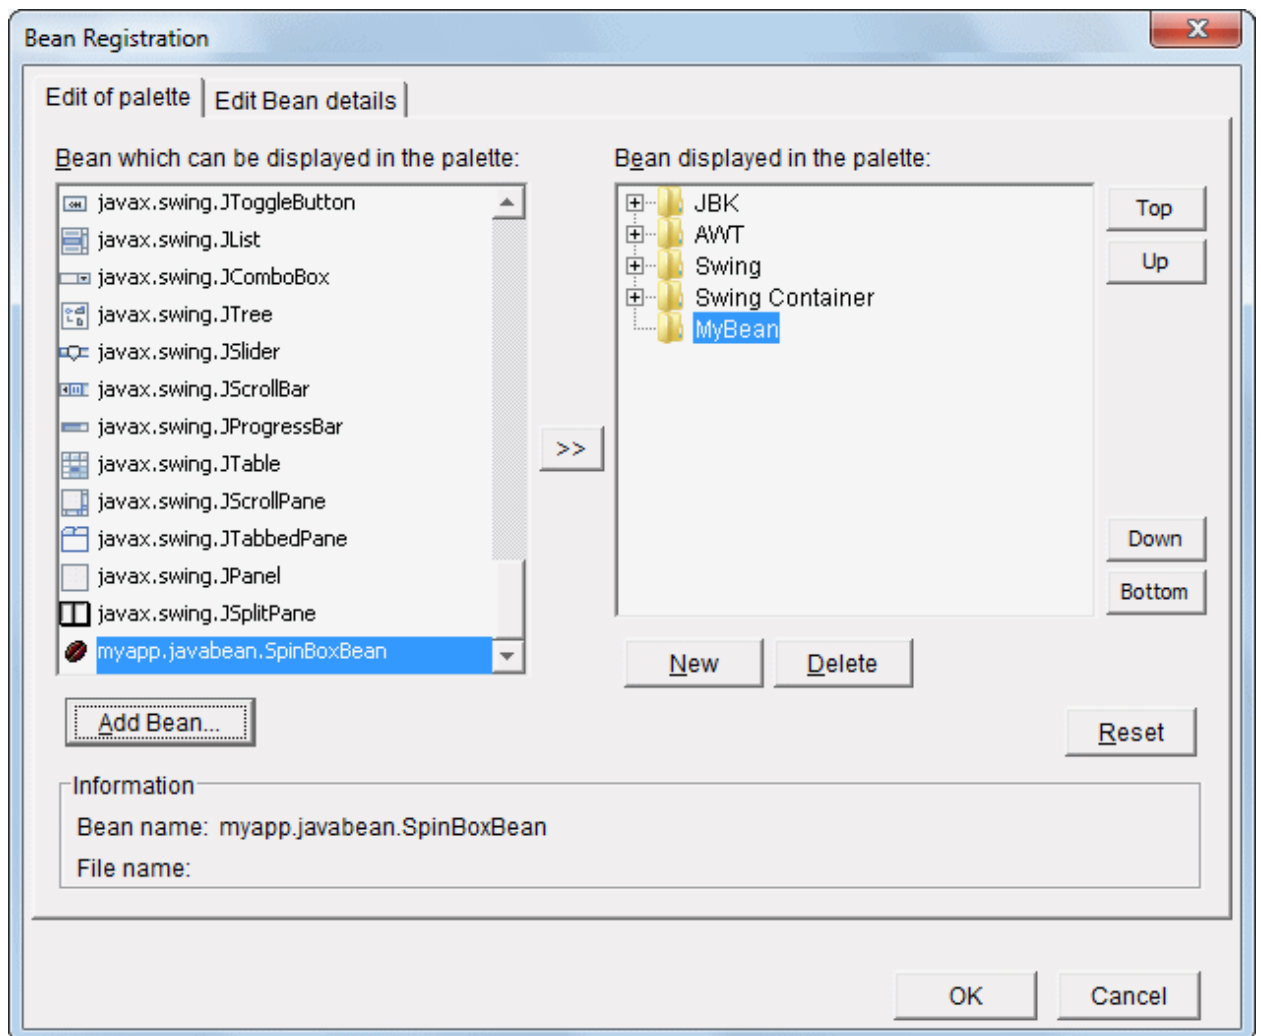 Bean Registration
Edit of palette
Edit Bean details
Bean which can be displayed in the palette:
javax.swing.JToggleButton
javax.swing.JList
javax.swing.JComboBox
javax.swing.JTree
javax.swing.JSlider
javax.swing.JScrollBar
javax.swing.JProgressBar
javax.swing.JTable
javax.swing.JScrollPane
javax.swing.JTabbedPane
javax.swing.JPanel
javax.swing.JSplitPane
myapp.javabean.SpinBoxBean
Add Bean...
>>
Bean displayed in the palette:
JBK
AWT
Swing
Swing Container
MyBean
Top
Up
Down
Bottom
New
Delete
Reset
Information
Bean name: myapp.javabean.SpinBoxBean
File name:
OK
Cancel